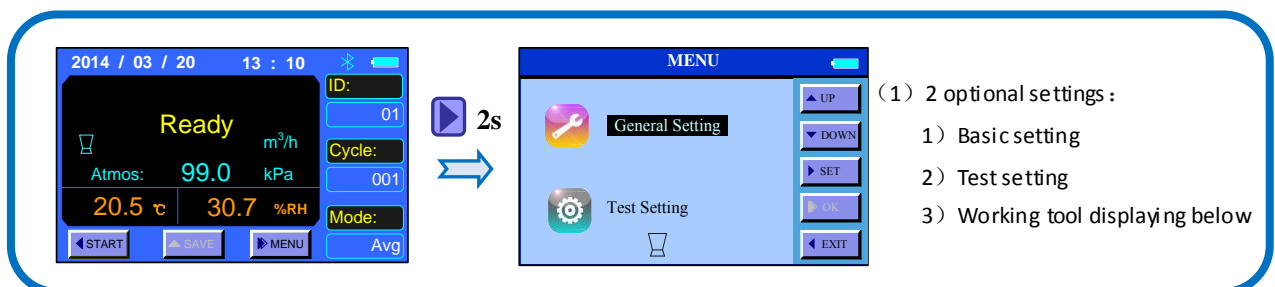 2014 / 03 / 20 13 : 10
ID:
01
Ready
m³/h
Cycle:
Atmos: 99.0 kPa
001
20.5 ℃ 30.7 %RH
Mode:
START SAVE MENU
Avg
2s
MENU
General Setting
Test Setting
UP
DOWN
SET
OK
EXIT
（1）2 optional settings：
1）Basic setting
2）Test setting
3）Working tool displaying below